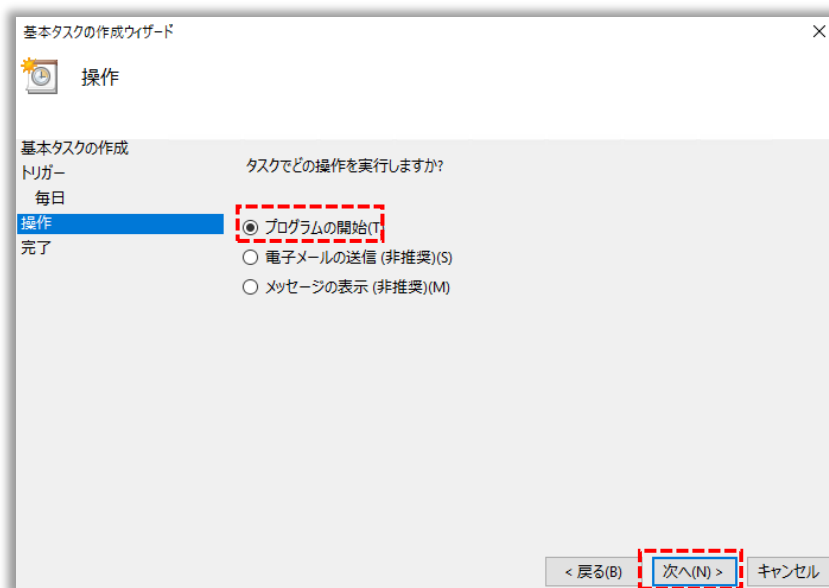 基本タスクの作成ウィザード
操作
基本タスクの作成
トリガー
毎日
操作
完了
タスクでどの操作を実行しますか?
プログラムの開始(T
電子メールの送信 (非推奨)(S)
メッセージの表示 (非推奨)(M)
< 戻る(B)
次へ(N) >
キャンセル